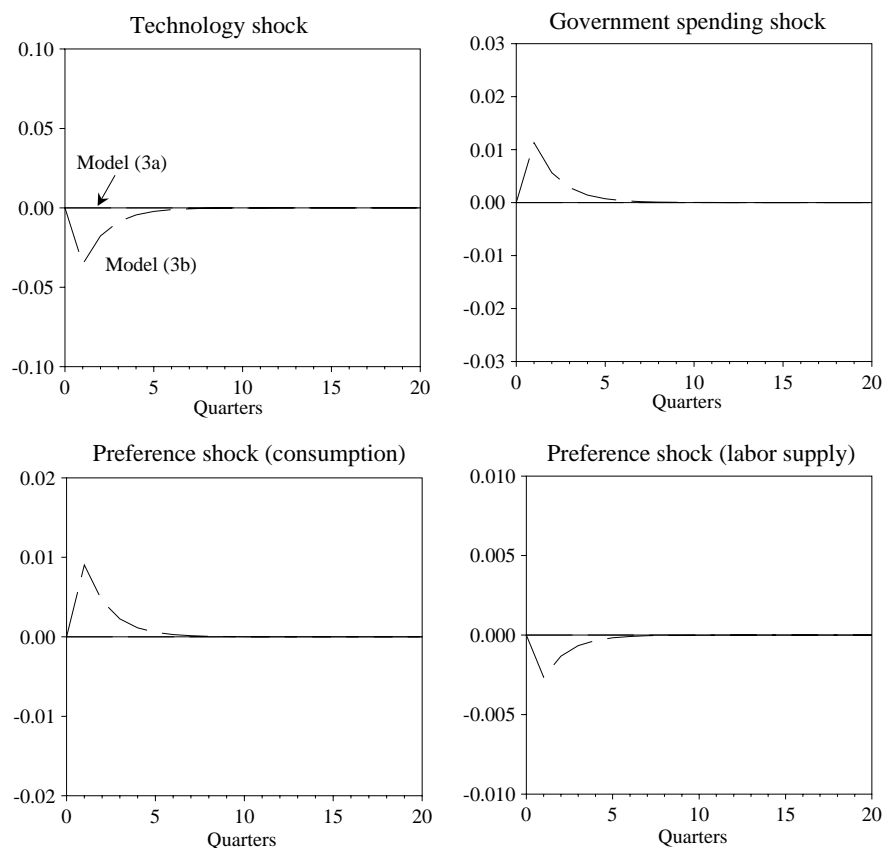 Technology shock
0.10
0.05
0.00
-0.05
-0.10
Model (3a)
Model (3b)
0 5 10 15 20
Quarters
Government spending shock
0.03
0.02
0.01
0.00
-0.01
-0.02
-0.03
0 5 10 15 20
Quarters
Preference shock (consumption)
0.02
0.01
0.00
-0.01
-0.02
0 5 10 15 20
Quarters
Preference shock (labor supply)
0.010
0.005
0.000
-0.005
-0.010
0 5 10 15 20
Quarters